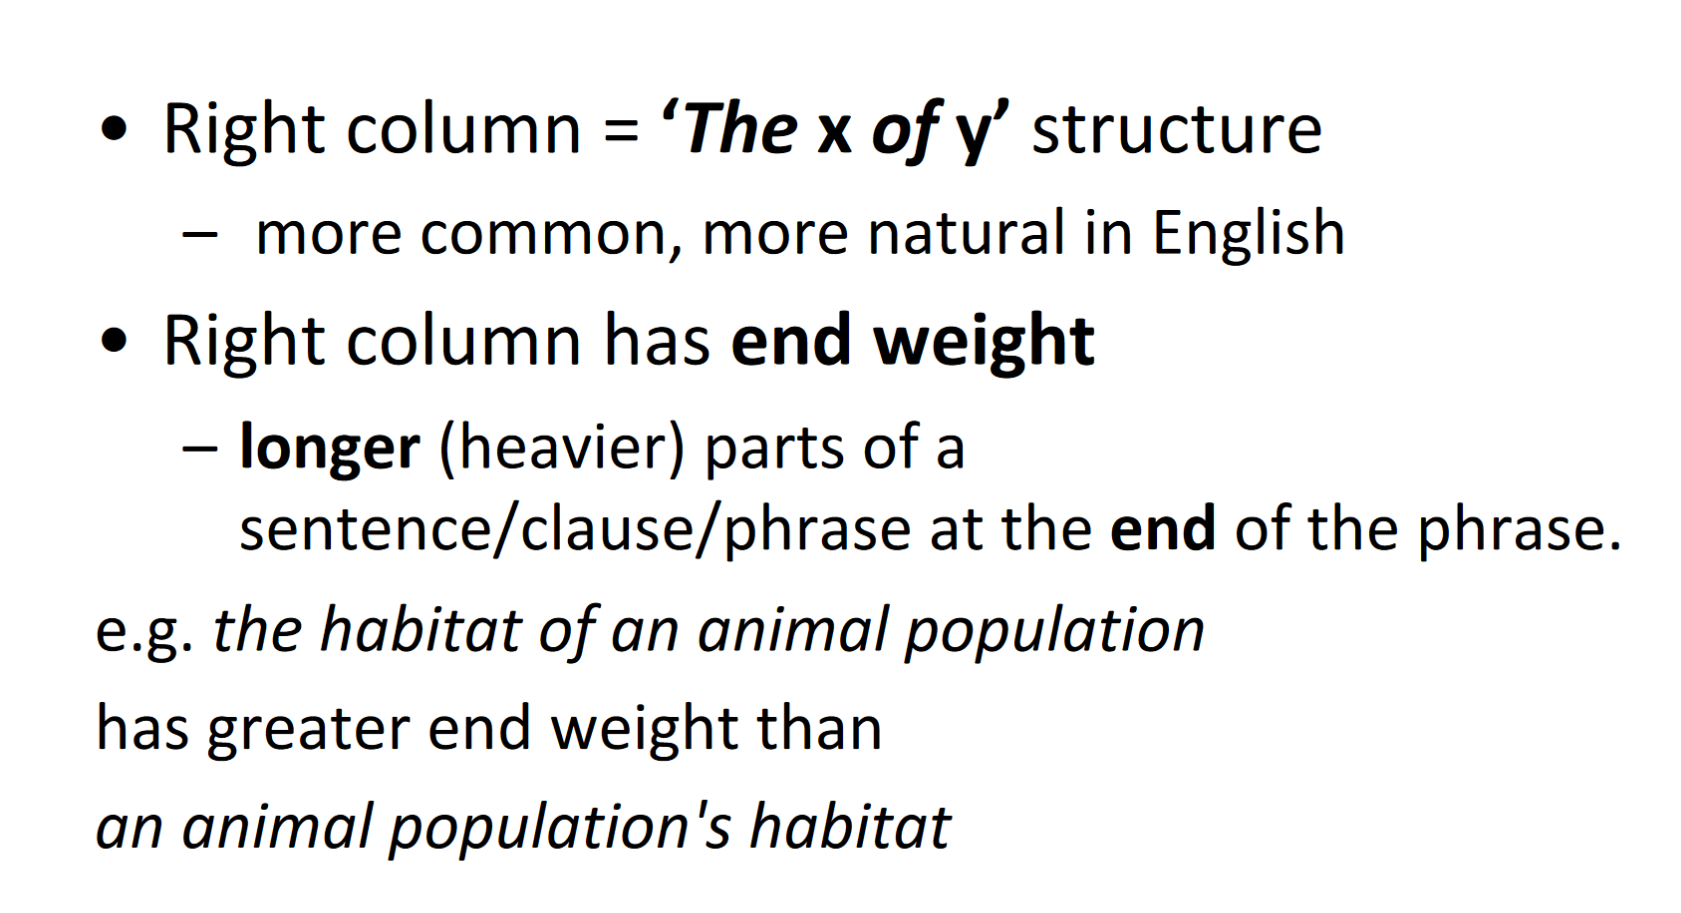 • Right column = ‘The x of y’ structure
– more common, more natural in English
• Right column has end weight
– longer (heavier) parts of a
sentence/clause/phrase at the end of the phrase.
e.g. the habitat of an animal population
has greater end weight than
an animal population's habitat